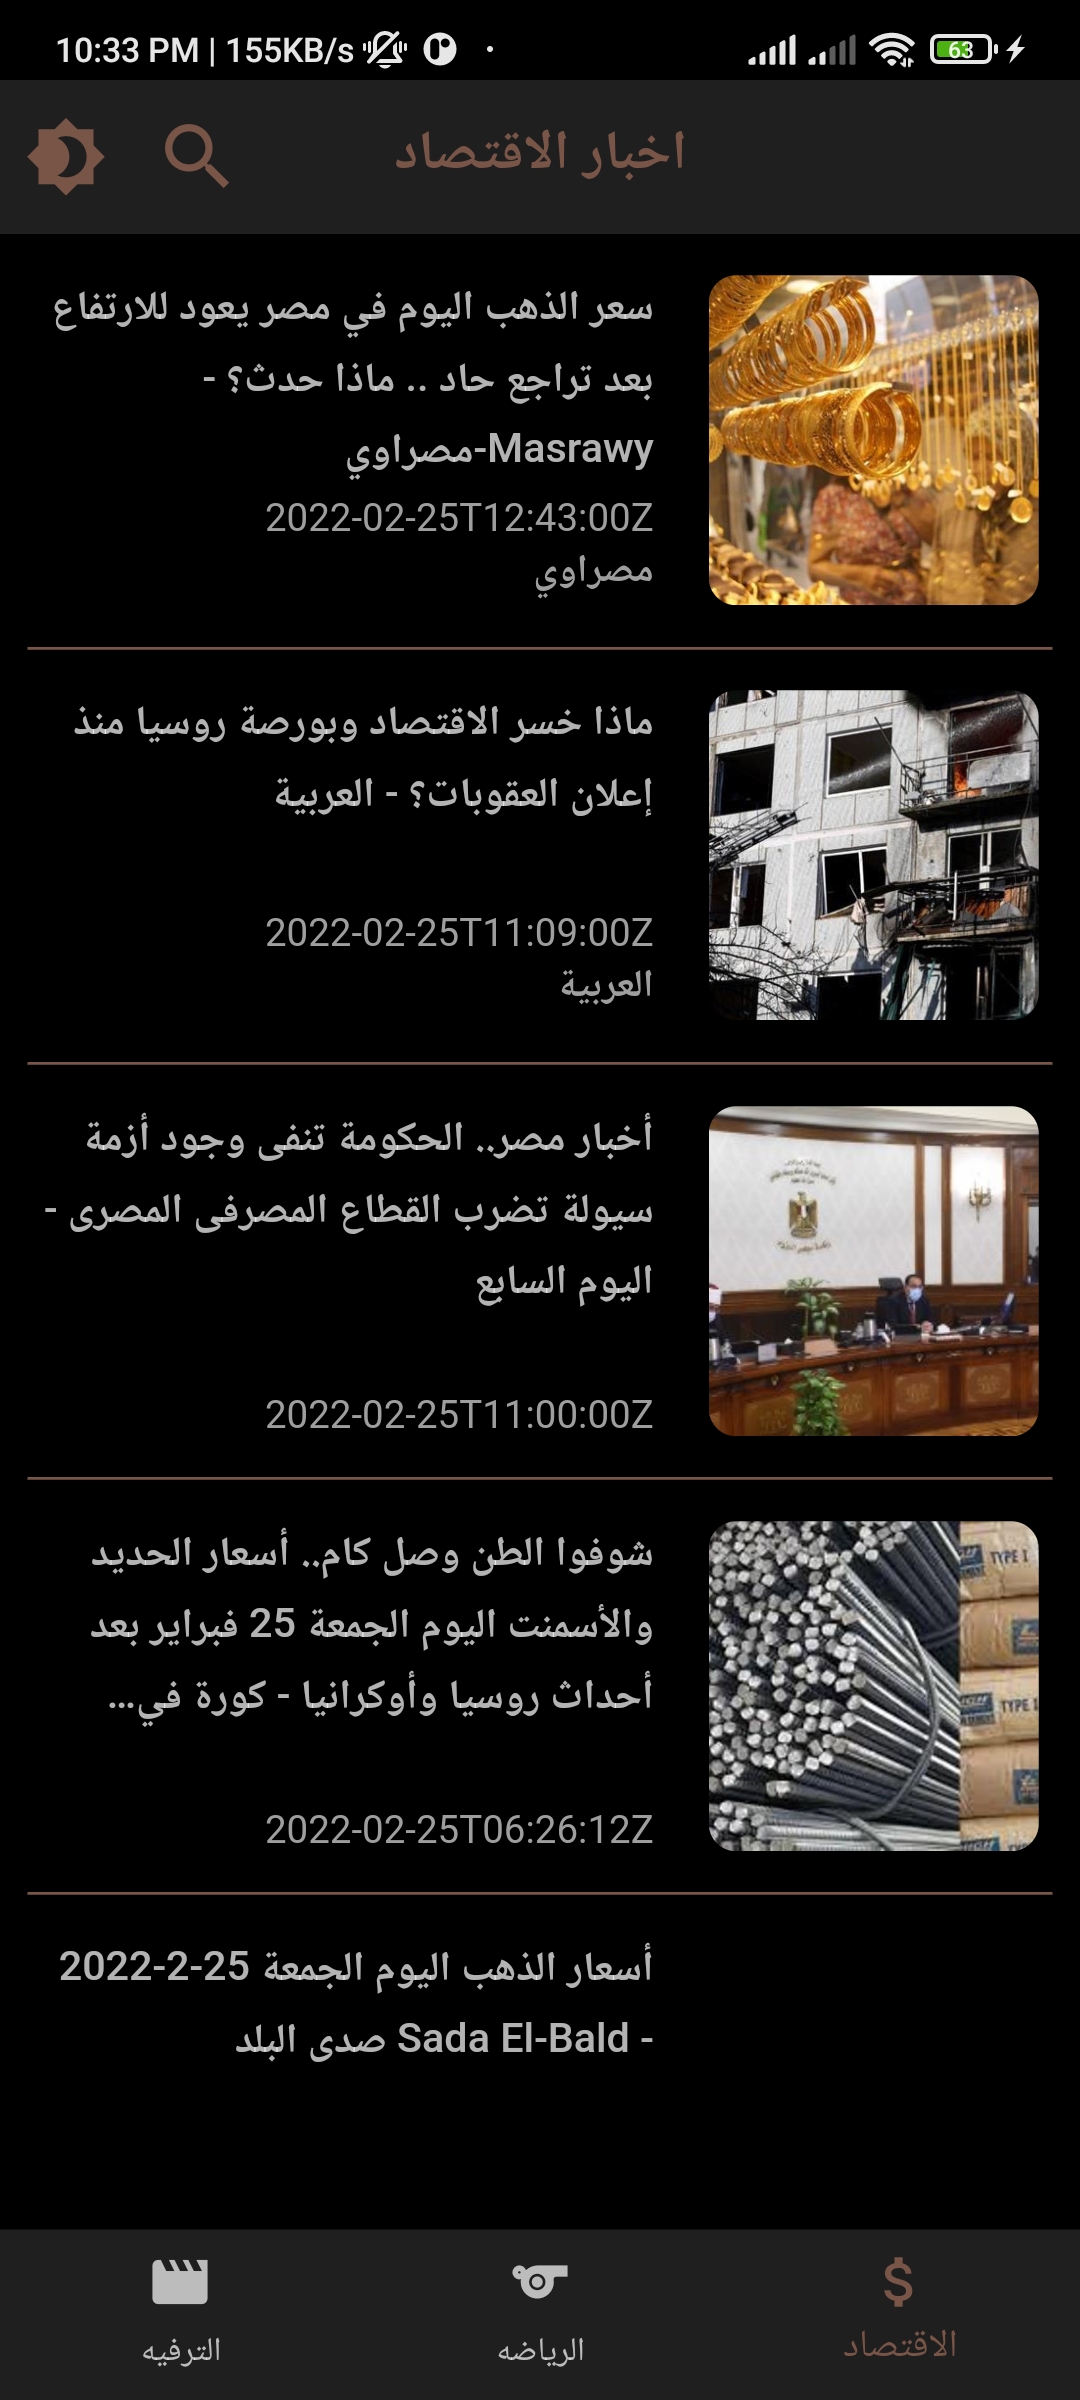 10:33 PM | 155KB/s
63
اخبار الاقتصاد
سعر الذهب اليوم في مصر يعود للارتفاع
بعد تراجع حاد .. ماذا حدث؟ -
Masrawy-مصراوي
2022-02-25T12:43:00Z
مصراوي
ماذا خسر الاقتصاد وبورصة روسيا منذ
إعلان العقوبات؟ - العربية
2022-02-25T11:09:00Z
العربية
أخبار مصر.. الحكومة تنفى وجود أزمة
سيولة تضرب القطاع المصرفى المصرى -
اليوم السابع
2022-02-25T11:00:00Z
شوفوا الطن وصل كام.. أسعار الحديد
والأسمنت اليوم الجمعة 25 فبراير بعد
أحداث روسيا وأوكرانيا - كورة في...
2022-02-25T06:26:12Z
TYPE I
TYPE I
أسعار الذهب اليوم الجمعة 25-2-2022
- Sada El-Bald صدى البلد
الاقتصاد
الرياضه
الترفيه